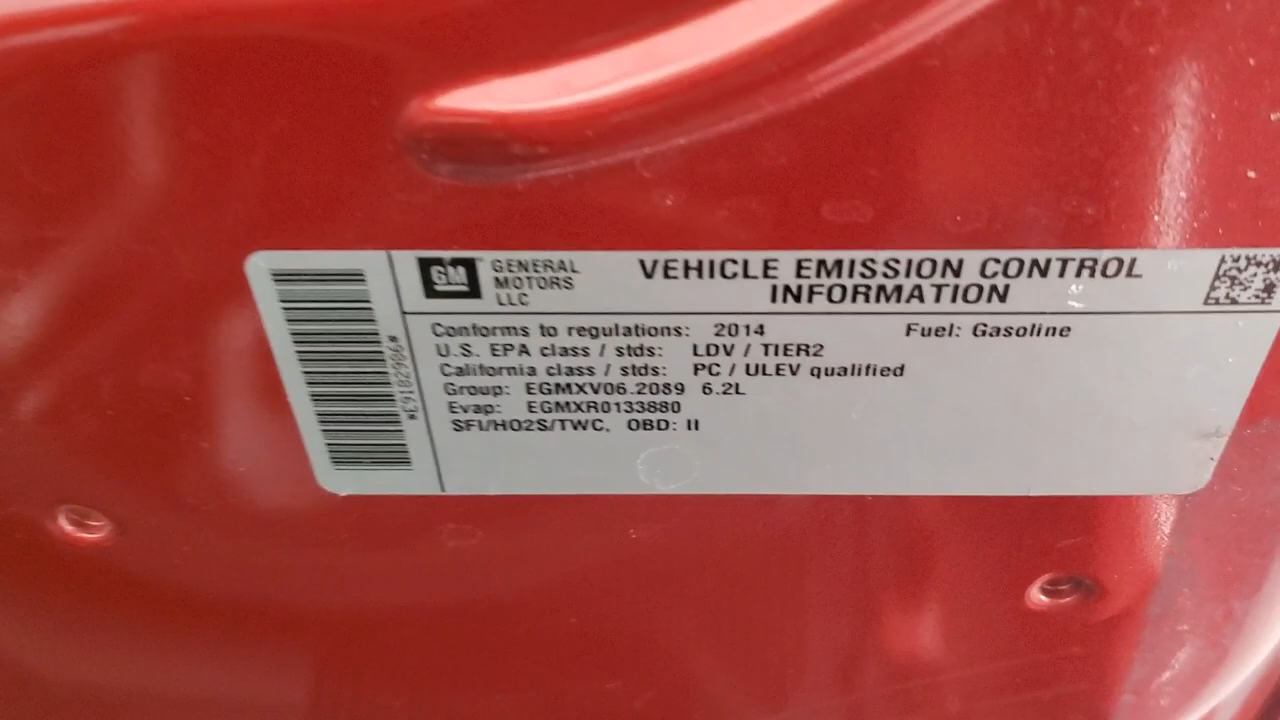 GM GENERAL MOTORS LLC
VEHICLE EMISSION CONTROL
INFORMATION
Conforms to regulations: 2014 Fuel: Gasoline
U.S. EPA class / stds: LDV / TIER2
California class / stds: PC / ULEV qualified
Group: EGMXV06.2089 6.2L
Evap: EGMXR0133880
SFI/HO2S/TWC, OBD: II